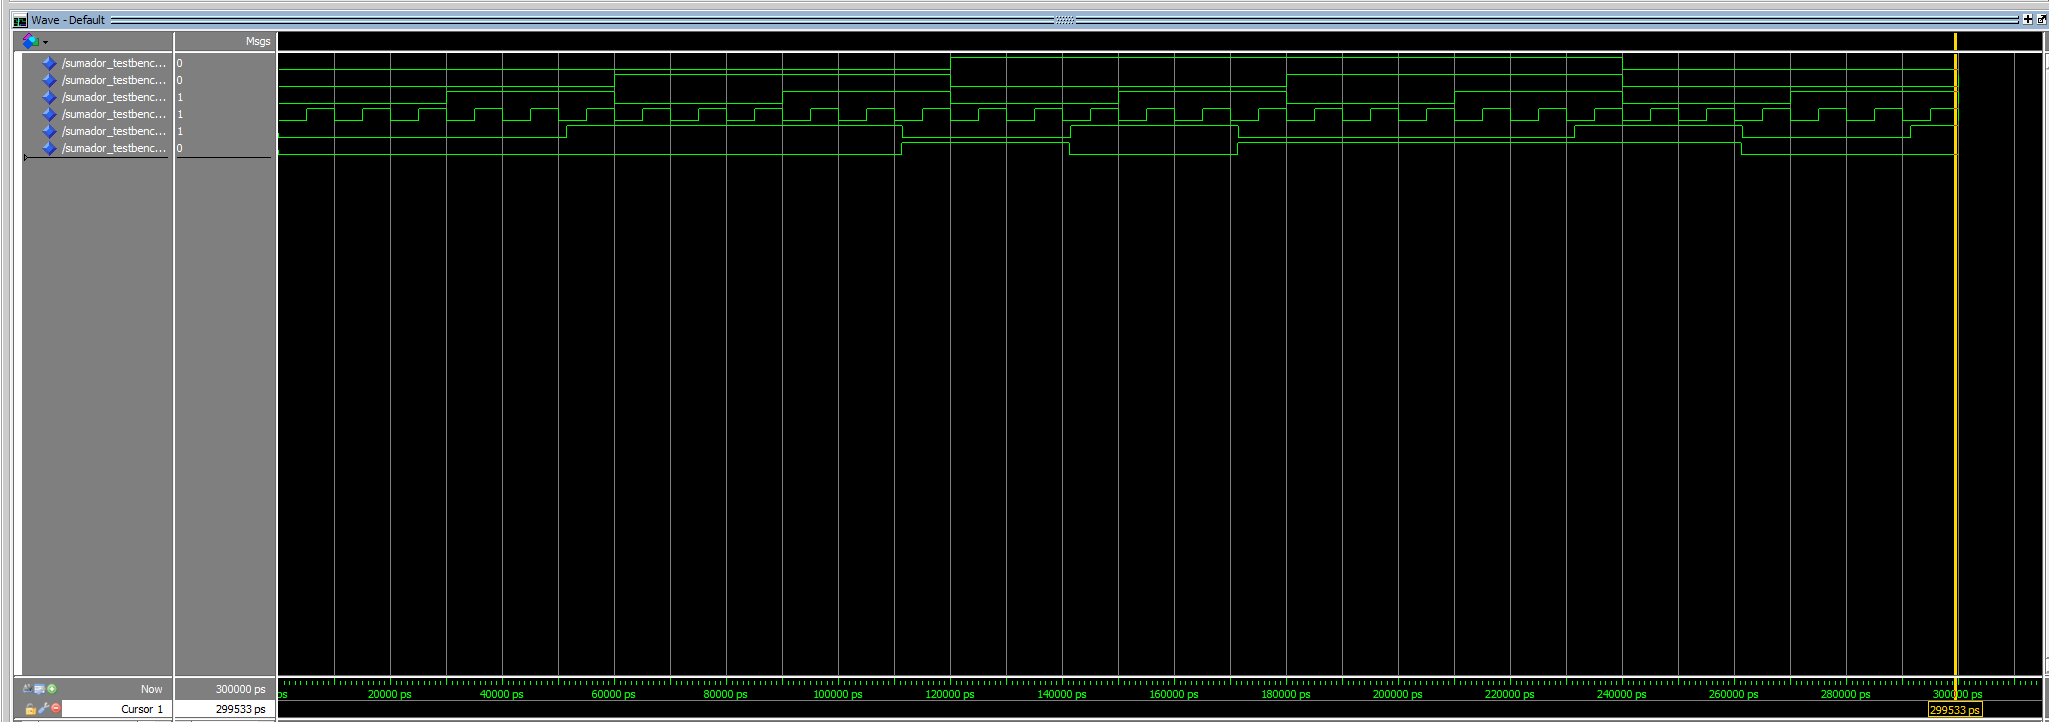 Wave - Default
Msgs
/sumador_testbenc... 0
/sumador_testbenc... 0
/sumador_testbenc... 1
/sumador_testbenc... 1
/sumador_testbenc... 1
/sumador_testbenc... 0
Now 300000 ps
ps 20000 ps 40000 ps 60000 ps 80000 ps 100000 ps 120000 ps 140000 ps 160000 ps 180000 ps 200000 ps 220000 ps 240000 ps 260000 ps 280000 ps 300000 ps
Cursor 1 299533 ps
299533 ps